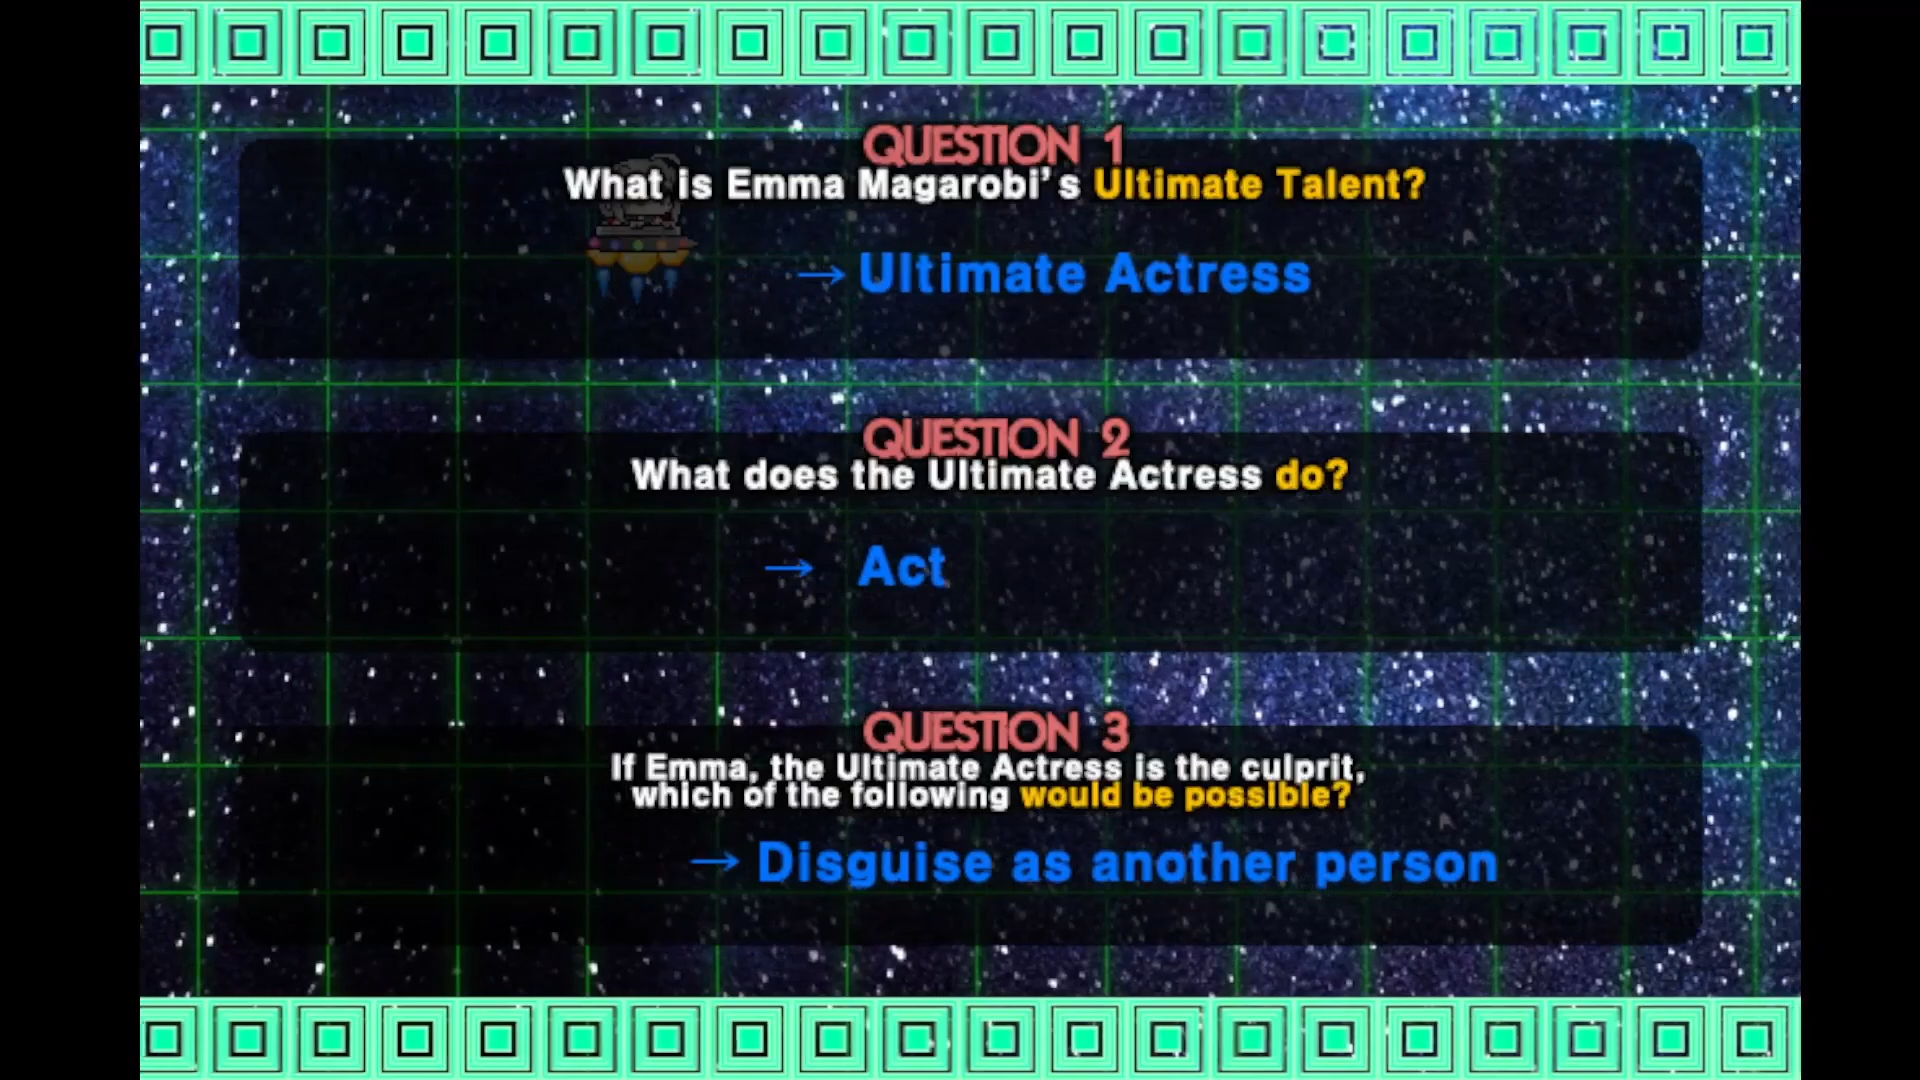 QUESTION 1
What is Emma Magarobi's Ultimate Talent?
→ Ultimate Actress
QUESTION 2
What does the Ultimate Actress do?
→ Act
QUESTION 3
If Emma, the Ultimate Actress is the culprit,
which of the following would be possible?
→ Disguise as another person